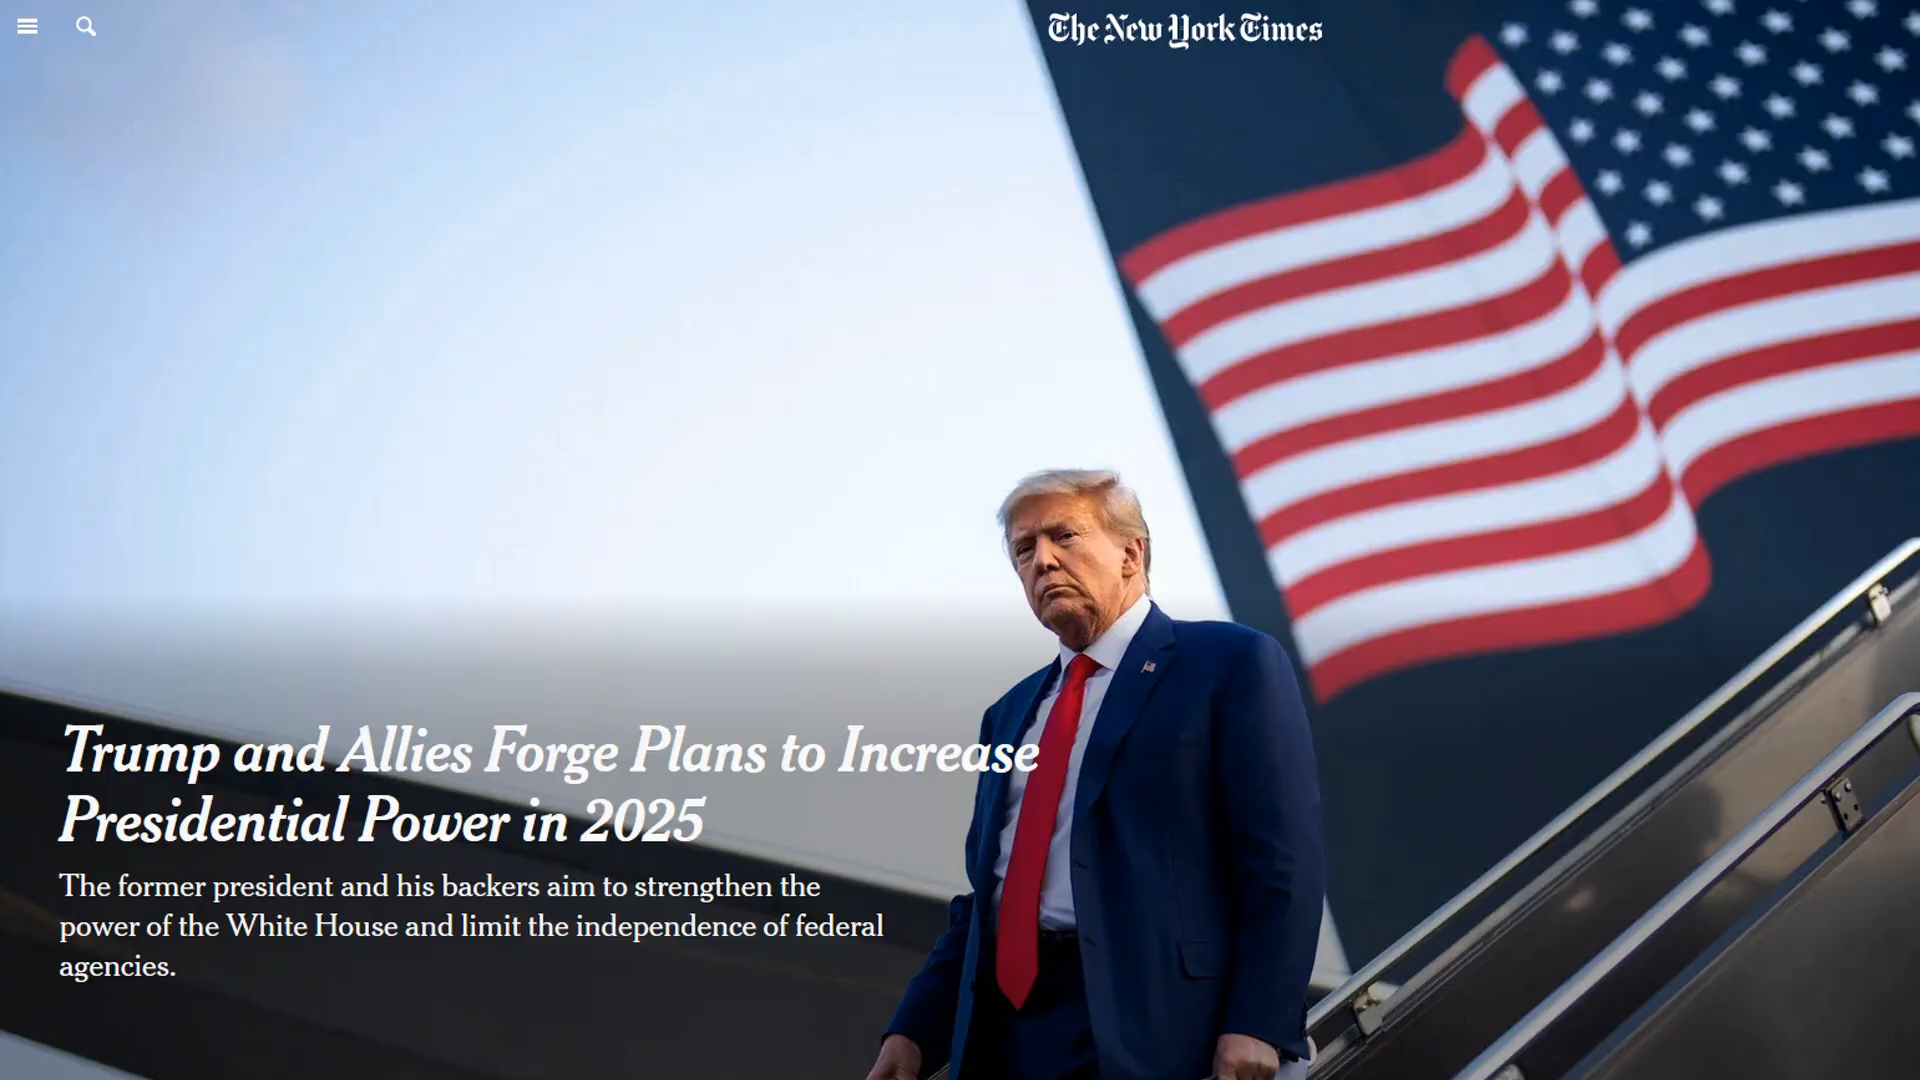 The New York Times
Trump and Allies Forge Plans to Increase
Presidential Power in 2025
The former president and his backers aim to strengthen the
power of the White House and limit the independence of federal
agencies.